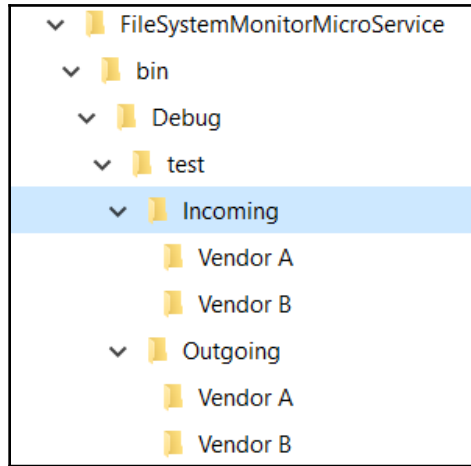 FileSystemMonitorMicroService
bin
Debug
test
Incoming
Vendor A
Vendor B
Outgoing
Vendor A
Vendor B